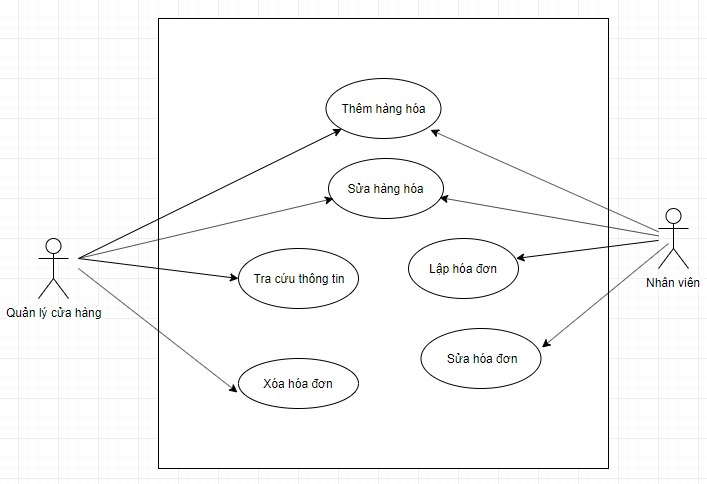 Thêm hàng hóa
Sửa hàng hóa
Tra cứu thông tin
Lập hóa đơn
Nhân viên
Quản lý cửa hàng
Sửa hóa đơn
Xóa hóa đơn